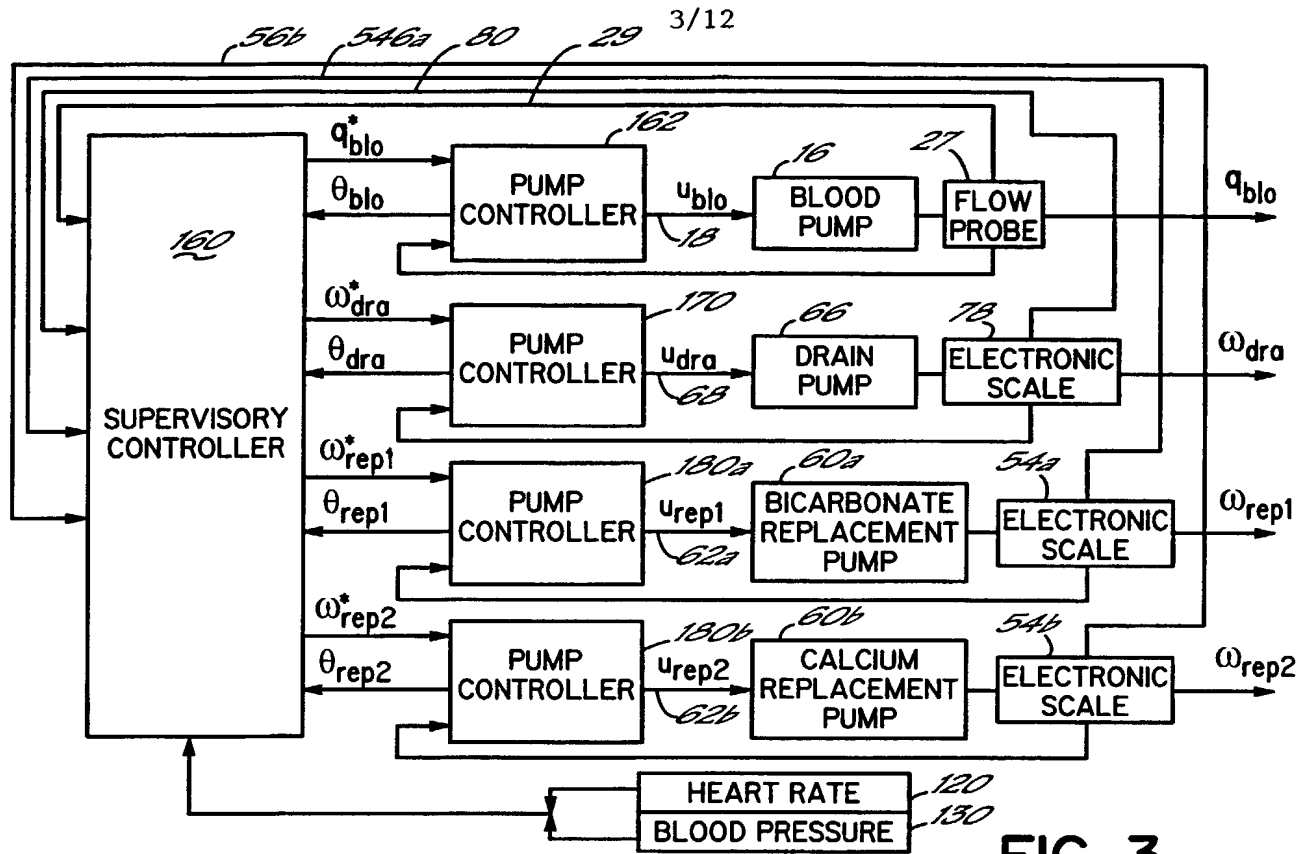 3/12
56b
546a
80
29
q*blo
θblo
162
PUMP
CONTROLLER
ublo
18
16
BLOOD
PUMP
27
FLOW
PROBE
qblo
160
SUPERVISORY
CONTROLLER
ω*dra
θdra
170
PUMP
CONTROLLER
udra
68
66
DRAIN
PUMP
78
ELECTRONIC
SCALE
ωdra
ω*rep1
θrep1
180a
PUMP
CONTROLLER
urep1
62a
60a
BICARBONATE
REPLACEMENT
PUMP
54a
ELECTRONIC
SCALE
ωrep1
ω*rep2
θrep2
180b
PUMP
CONTROLLER
urep2
62b
60b
CALCIUM
REPLACEMENT
PUMP
54b
ELECTRONIC
SCALE
ωrep2
HEART RATE
120
BLOOD PRESSURE
130
FIG. 3